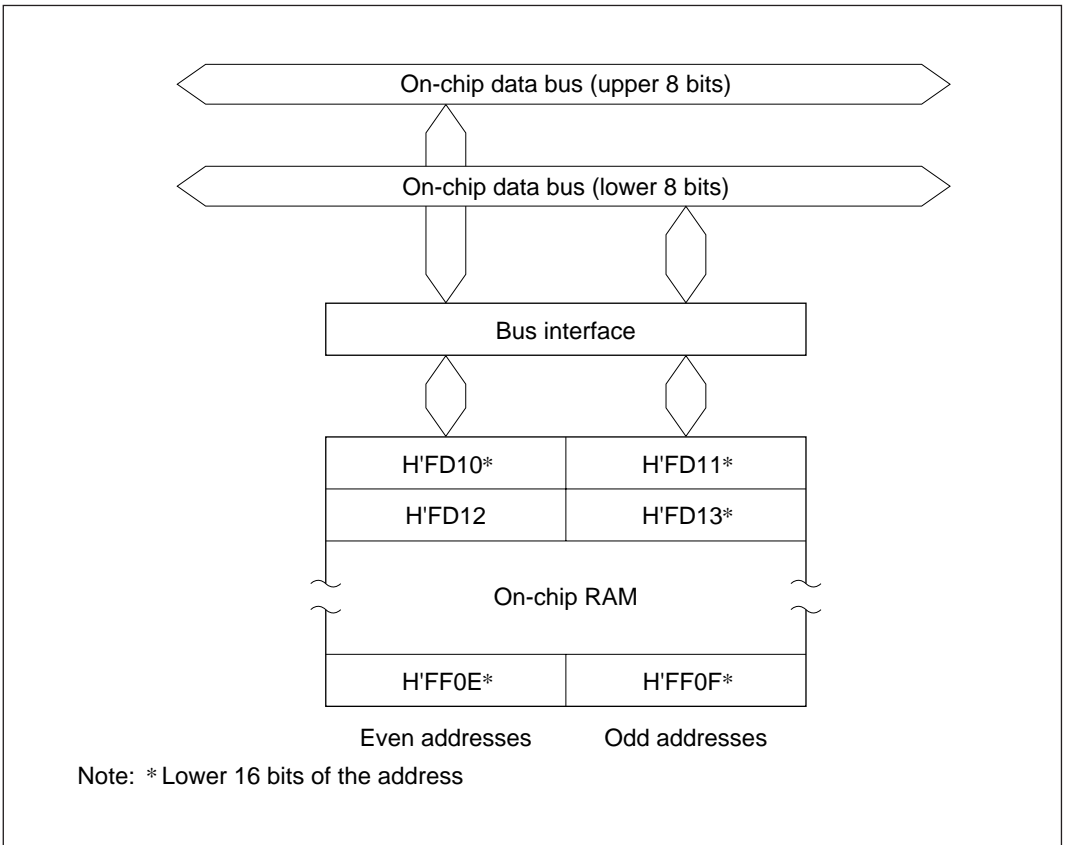 On-chip data bus (upper 8 bits)
On-chip data bus (lower 8 bits)
Bus interface
H'FD10* H'FD11*
H'FD12 H'FD13*
On-chip RAM
H'FF0E* H'FF0F*
Even addresses Odd addresses
Note: * Lower 16 bits of the address